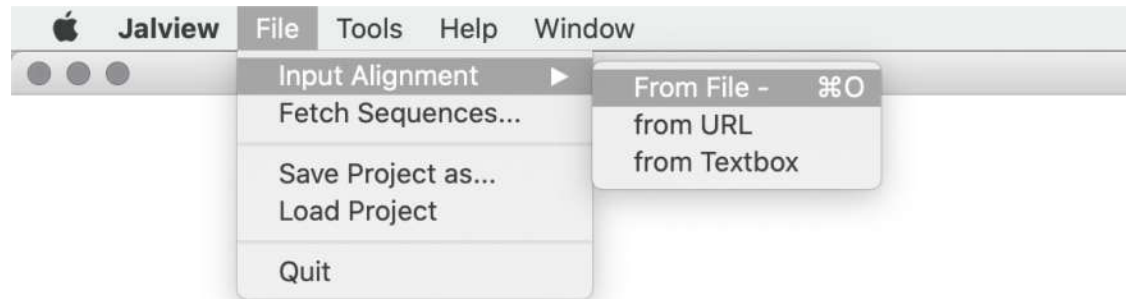 Jalview File Tools Help Window
Input Alignment ▶
Fetch Sequences...
Save Project as...
Load Project
Quit
From File - ⌘O
from URL
from Textbox